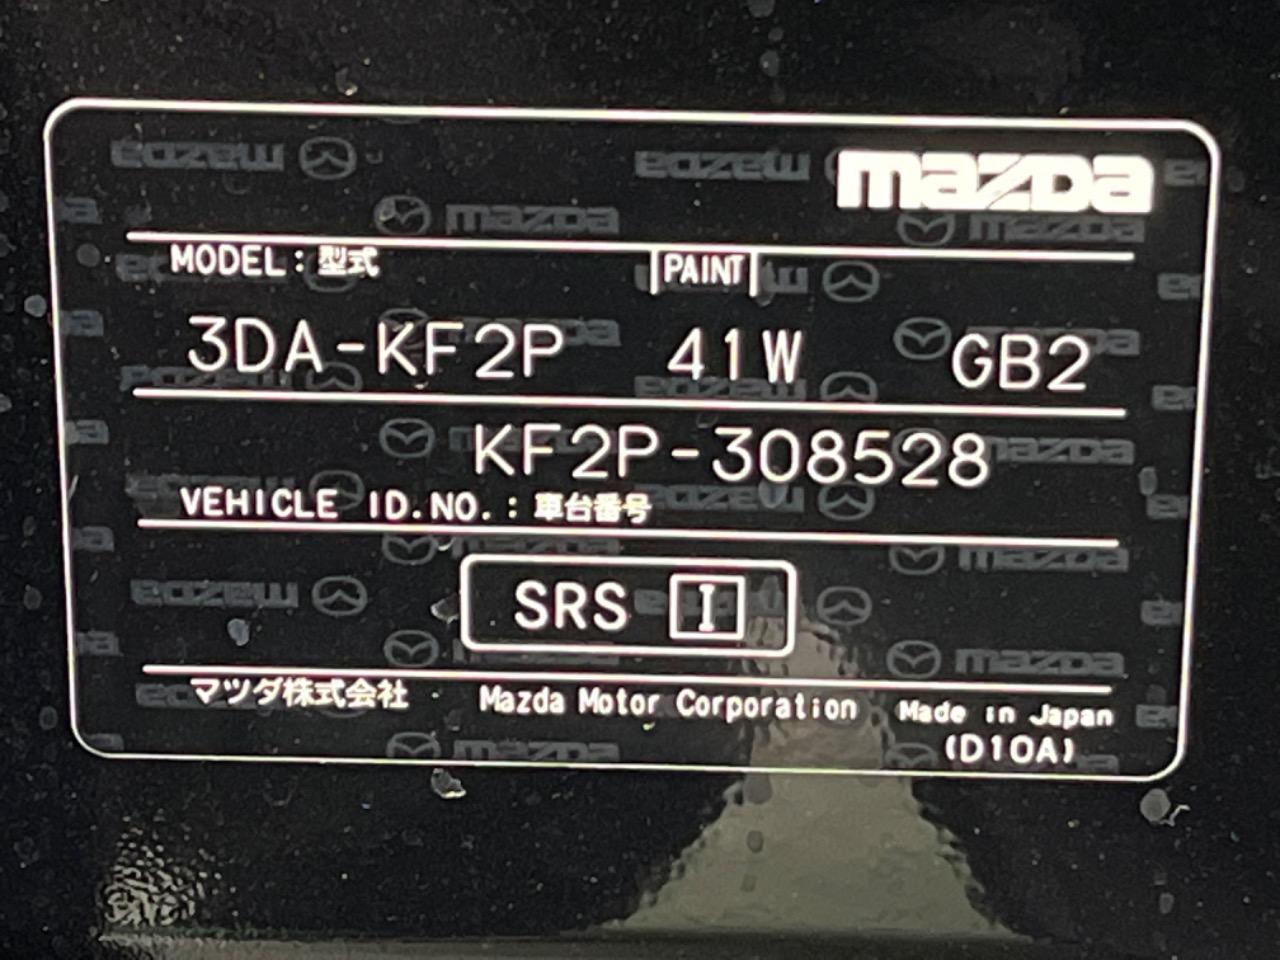 mazda
MODEL:型式 PAINT
3DA-KF2P 41W GB2
KF2P-308528
VEHICLE ID.NO.:車台番号
SRS I
マツダ株式会社 Mazda Motor Corporation Made in Japan
(D10A)